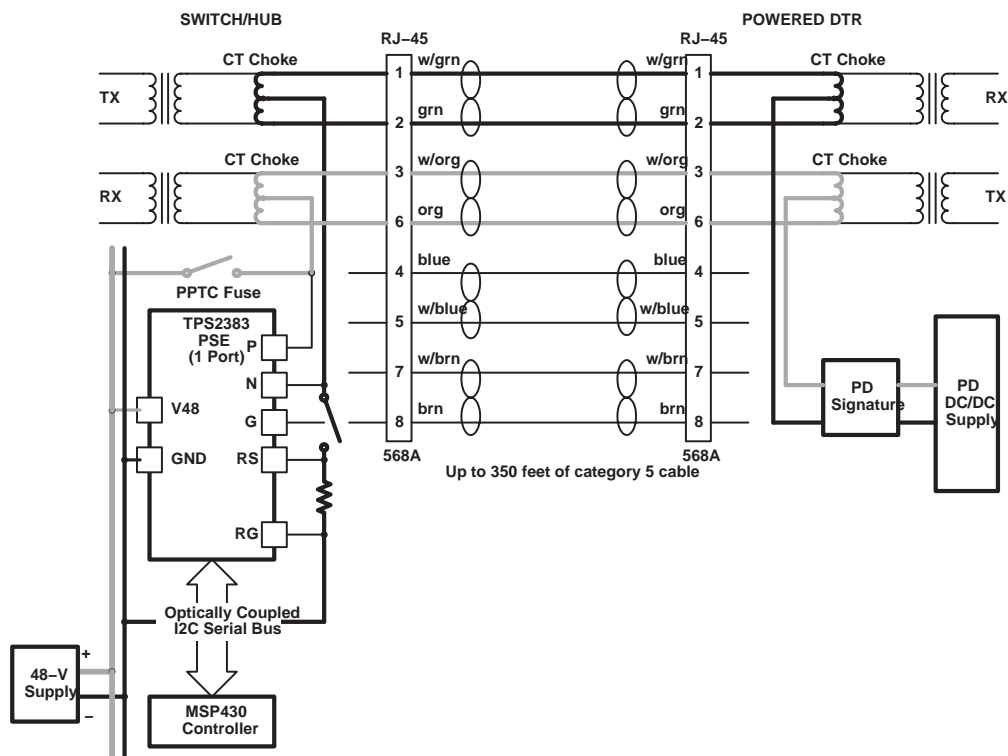 SWITCH/HUB
POWERED DTR
RJ–45
RJ–45
CT Choke
w/grn
w/grn
CT Choke
1
1
TX
RX
grn
grn
2
2
CT Choke
w/org
w/org
CT Choke
3
3
RX
TX
org
org
6
6
blue
blue
4
4
PPTC Fuse
w/blue
w/blue
5
5
TPS2383
PSE
(1 Port)
P
w/brn
w/brn
7
7
N
V48
G
brn
brn
8
8
PD
Signature
PD
DC/DC
Supply
GND
RS
568A
568A
Up to 350 feet of category 5 cable
RG
Optically Coupled
I2C Serial Bus
+
48–V
Supply
–
MSP430
Controller